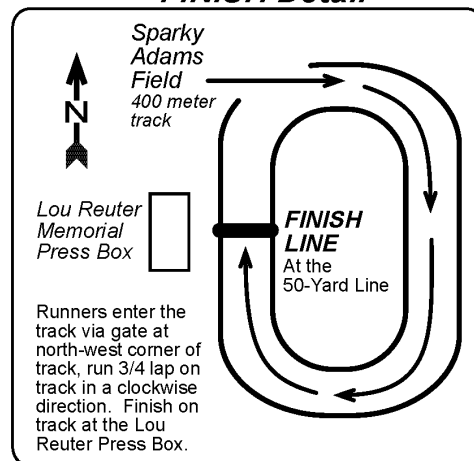 FINISH Detail
Sparky
Adams
Field
400 meter
track
N
Lou Reuter
Memorial
Press Box
FINISH
LINE
At the
50-Yard Line
Runners enter the
track via gate at
north-west corner of
track, run 3/4 lap on
track in a clockwise
direction.  Finish on
track at the Lou
Reuter Press Box.